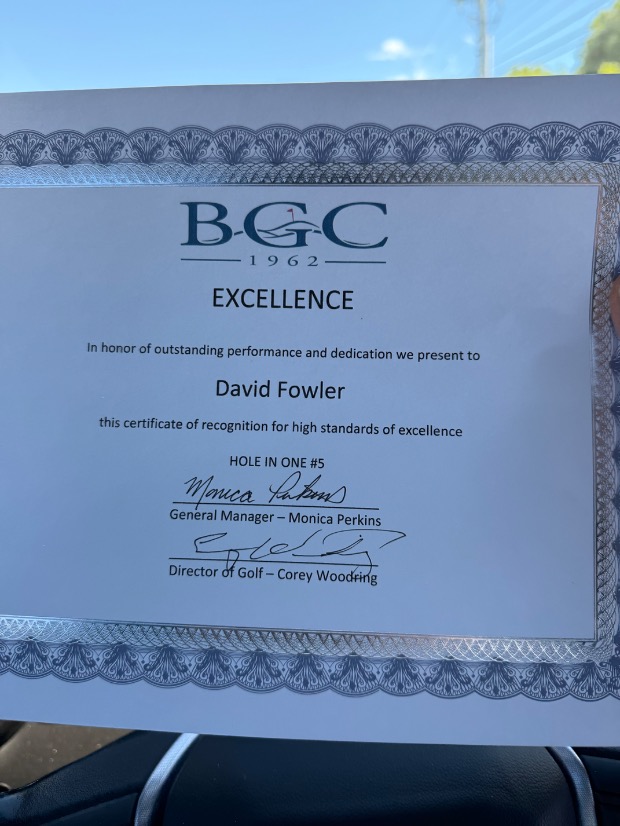 B-G-C
1962
EXCELLENCE
In honor of outstanding performance and dedication we present to
David Fowler
this certificate of recognition for high standards of excellence
HOLE IN ONE #5
Monica Perkins
General Manager – Monica Perkins
Director of Golf – Corey Woodring